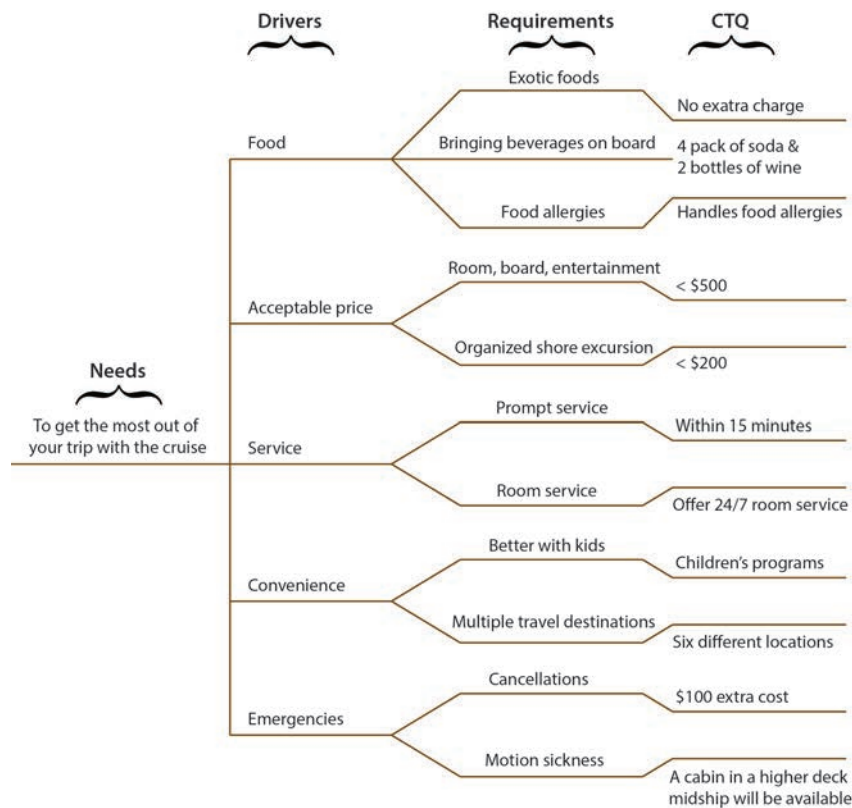 Drivers
Requirements
CTQ
Exotic foods
No exatra charge
Food
Bringing beverages on board
4 pack of soda &
2 bottles of wine
Food allergies
Handles food allergies
Room, board, entertainment
< $500
Acceptable price
Organized shore excursion
< $200
Needs
To get the most out of
your trip with the cruise
Prompt service
Within 15 minutes
Service
Room service
Offer 24/7 room service
Better with kids
Children's programs
Convenience
Multiple travel destinations
Six different locations
Cancellations
$100 extra cost
Emergencies
Motion sickness
A cabin in a higher deck
midship will be available